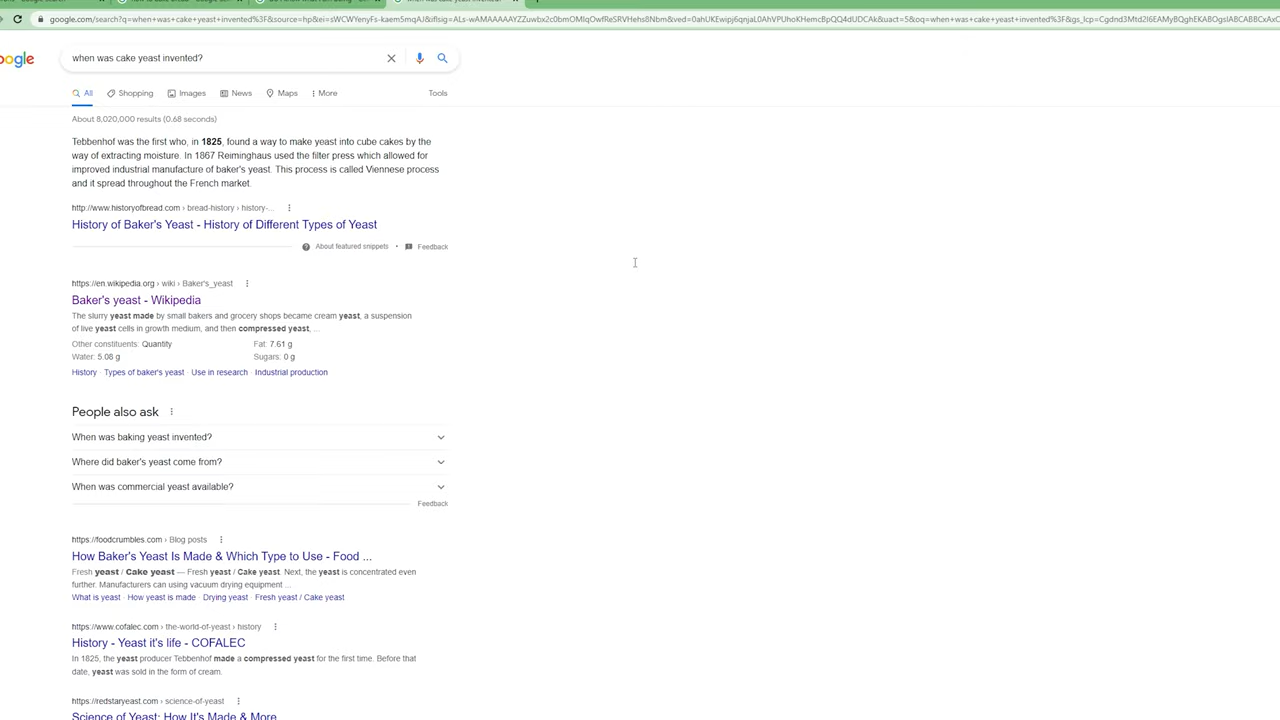 google.com/search?q=when+was+cake+yeast+invented%3F&source=hp&ei=
oogle
when was cake yeast invented?
All Shopping Images News Maps More Tools
About 8,020,000 results (0.68 seconds)
Tebbenhof was the first who, in 1825, found a way to make yeast into cube cakes by the
way of extracting moisture. In 1867 Reiminghaus used the filter press which allowed for
improved industrial manufacture of baker's yeast. This process is called Viennese process
and it spread throughout the French market.
http://www.historyofbread.com › bread-history › history-...
History of Baker's Yeast - History of Different Types of Yeast
About featured snippets • Feedback
https://en.wikipedia.org › wiki › Baker's_yeast
Baker's yeast - Wikipedia
The slurry yeast made by small bakers and grocery shops became cream yeast, a suspension
of live yeast cells in growth medium, and then compressed yeast, ...
Other constituents: Quantity Fat: 7.61 g
Water: 5.08 g Sugars: 0 g
History · Types of baker's yeast · Use in research · Industrial production
People also ask
When was baking yeast invented?
Where did baker's yeast come from?
When was commercial yeast available?
Feedback
https://foodcrumbles.com › Blog posts
How Baker's Yeast Is Made & Which Type to Use - Food ...
Fresh yeast / Cake yeast — Fresh yeast / Cake yeast. Next, the yeast is concentrated even
further. Manufacturers can using vacuum drying equipment ...
What is yeast · How yeast is made · Drying yeast · Fresh yeast / Cake yeast
https://www.cofalec.com › the-world-of-yeast › history
History - Yeast it's life - COFALEC
In 1825, the yeast producer Tebbenhof made a compressed yeast for the first time. Before that
date, yeast was sold in the form of cream.
https://redstaryeast.com › science-of-yeast
Science of Yeast: How It's Made & More